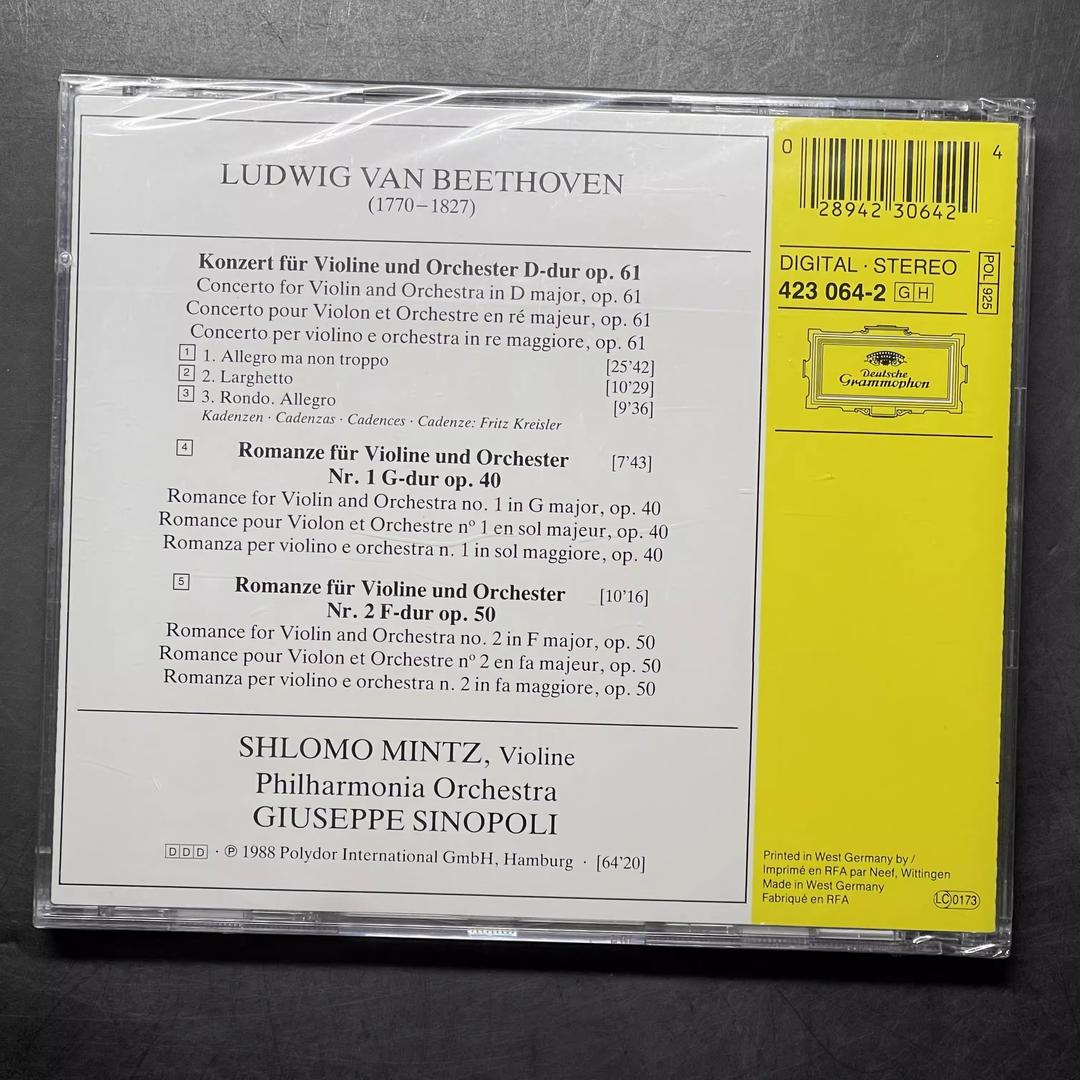 LUDWIG VAN BEETHOVEN
(1770–1827)
Konzert für Violine und Orchester D-dur op. 61
Concerto for Violin and Orchestra in D major, op. 61
Concerto pour Violon et Orchestre en ré majeur, op. 61
Concerto per violino e orchestra in re maggiore, op. 61
1 1. Allegro ma non troppo [25'42]
2 2. Larghetto [10'29]
3 3. Rondo. Allegro [9'36]
Kadenzen · Cadenzas · Cadences · Cadenze: Fritz Kreisler
4 Romanze für Violine und Orchester [7'43]
Nr. 1 G-dur op. 40
Romance for Violin and Orchestra no. 1 in G major, op. 40
Romance pour Violon et Orchestre nº 1 en sol majeur, op. 40
Romanza per violino e orchestra n. 1 in sol maggiore, op. 40
5 Romanze für Violine und Orchester [10'16]
Nr. 2 F-dur op. 50
Romance for Violin and Orchestra no. 2 in F major, op. 50
Romance pour Violon et Orchestre nº 2 en fa majeur, op. 50
Romanza per violino e orchestra n. 2 in fa maggiore, op. 50
SHLOMO MINTZ, Violine
Philharmonia Orchestra
GIUSEPPE SINOPOLI
DDD · ℗ 1988 Polydor International GmbH, Hamburg · [64'20]
0 28942 30642 4
DIGITAL · STEREO
423 064-2 GH
POL 925
Deutsche
Grammophon
Printed in West Germany by /
Imprimé en RFA par Neef, Wittingen
Made in West Germany
Fabriqué en RFA
LC 0173